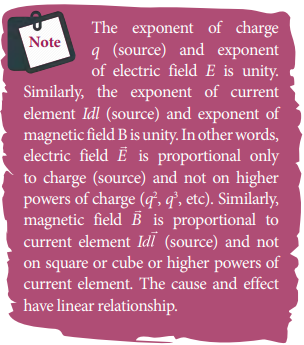 Note
The exponent of charge
q (source) and exponent
of electric field E is unity.
Similarly, the exponent of current
element Idl (source) and exponent of
magnetic field B is unity. In other words,
electric field E⃗ is proportional only
to charge (source) and not on higher
powers of charge (q², q³, etc). Similarly,
magnetic field B⃗ is proportional to
current element Idl⃗ (source) and not
on square or cube or higher powers of
current element. The cause and effect
have linear relationship.